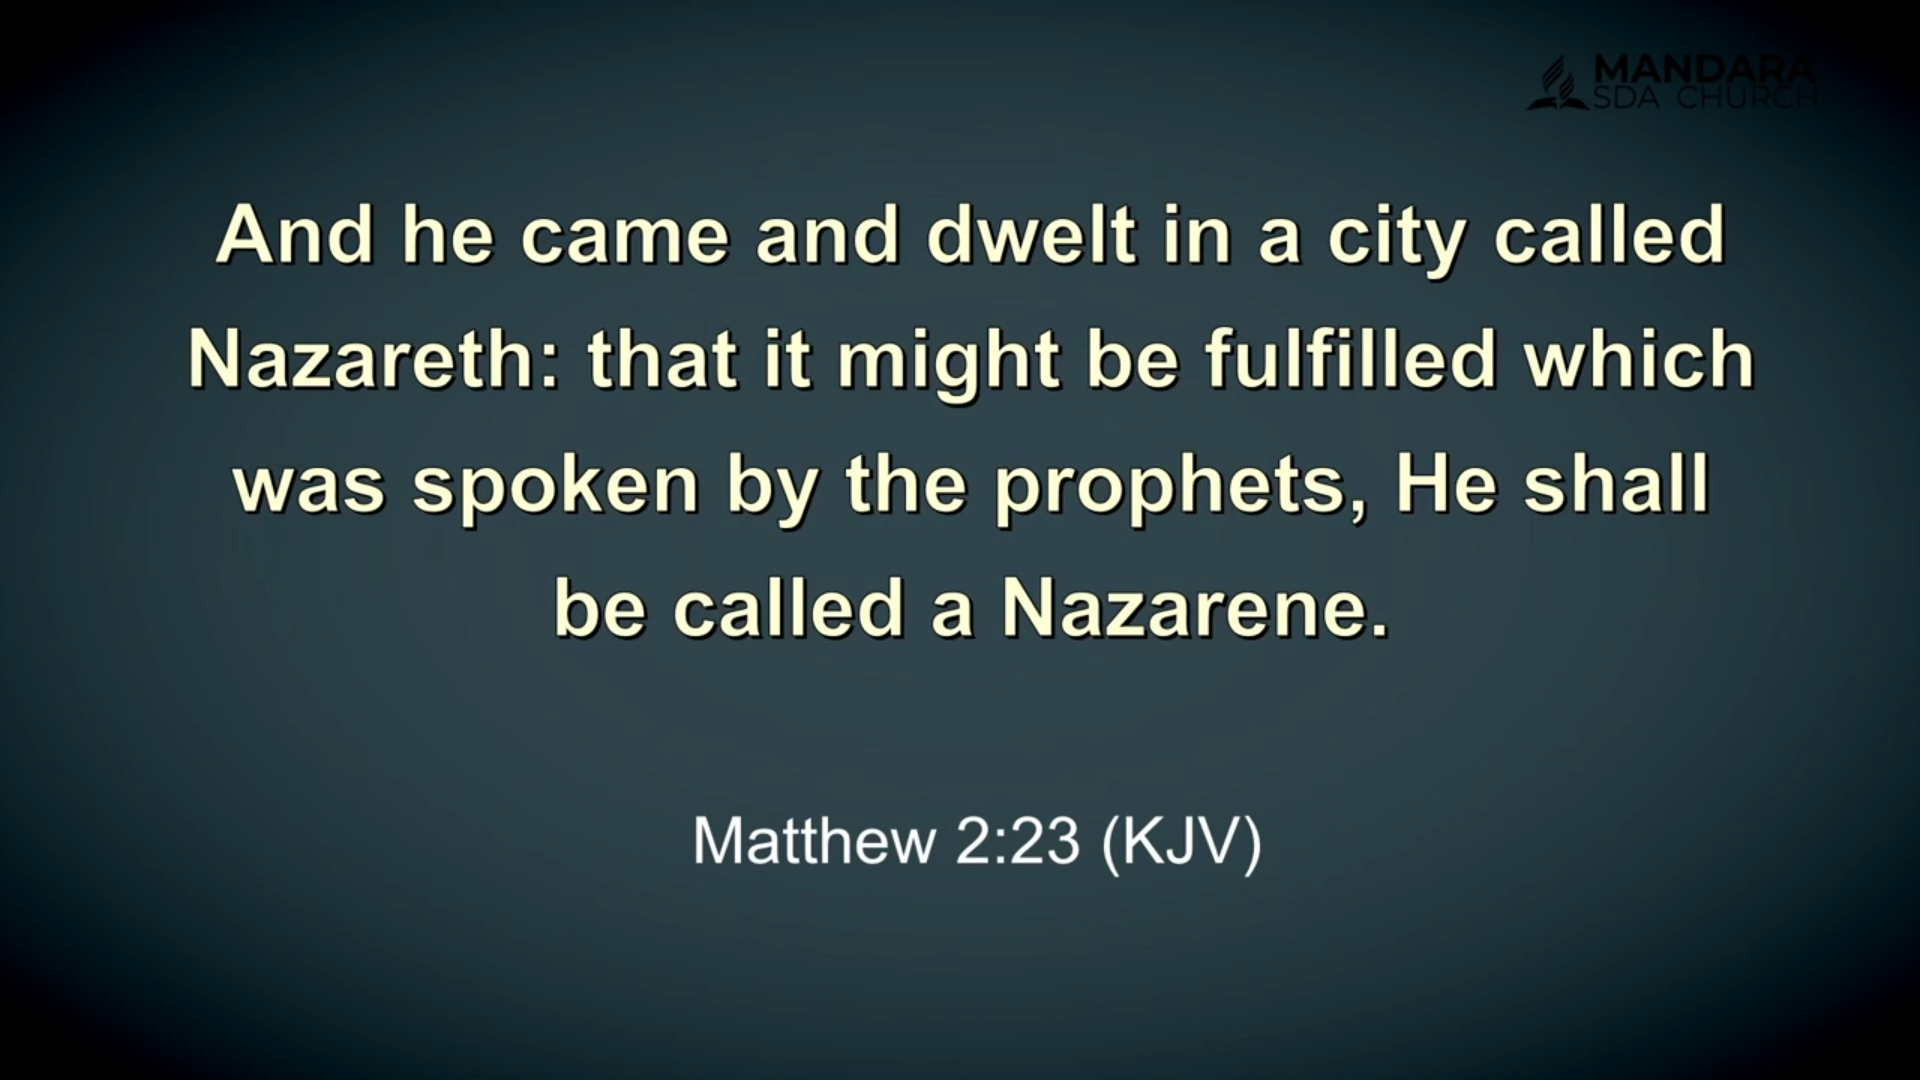 MANDARA
SDA CHURCH
And he came and dwelt in a city called
Nazareth: that it might be fulfilled which
was spoken by the prophets, He shall
be called a Nazarene.
Matthew 2:23 (KJV)